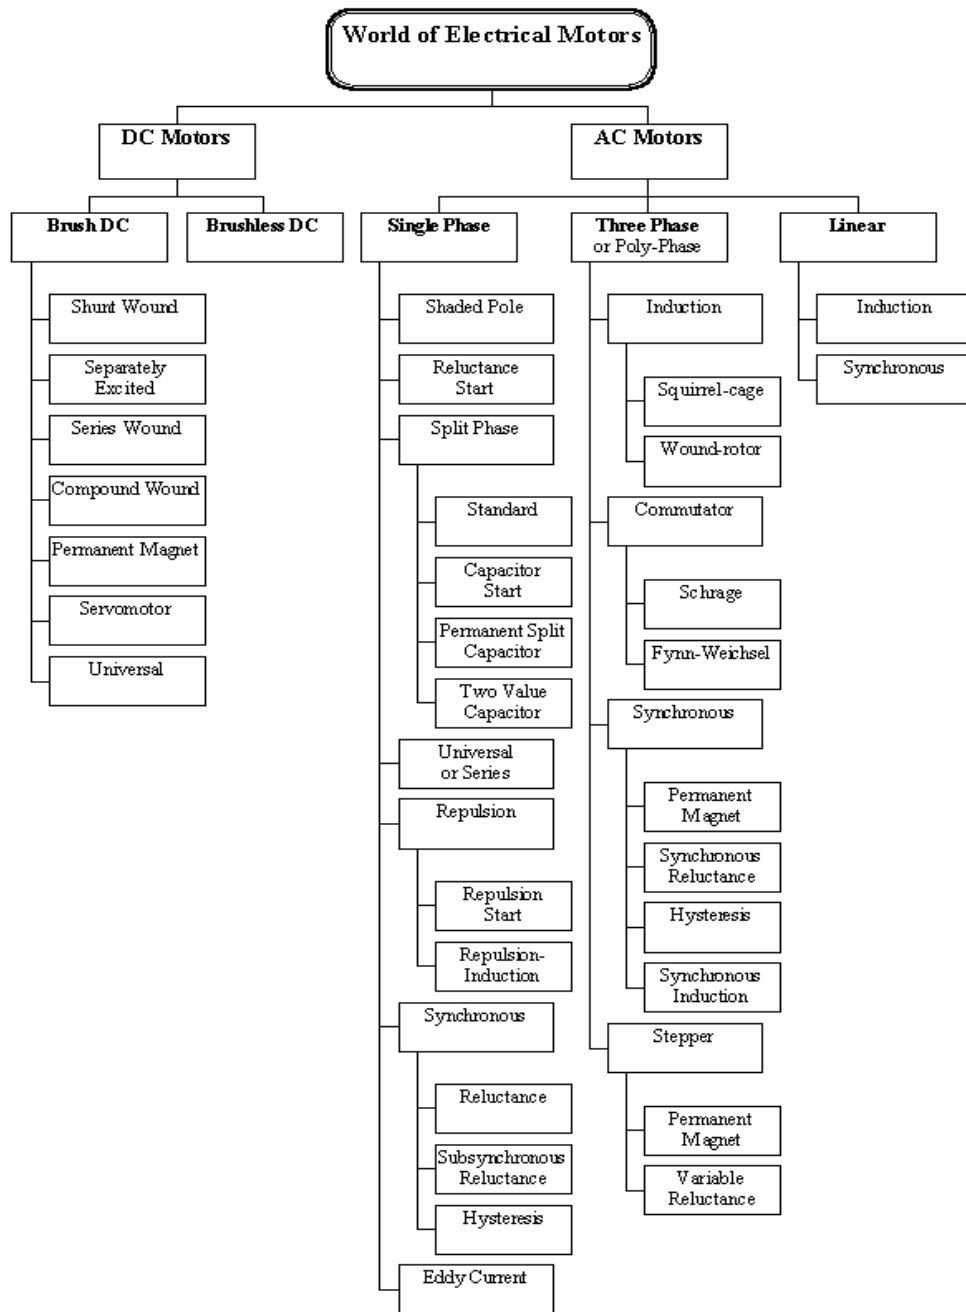 World of Electrical Motors
DC Motors
AC Motors
Brush DC
Brushless DC
Single Phase
Three Phase
or Poly-Phase
Linear
Shunt Wound
Separately
Excited
Series Wound
Compound Wound
Permanent Magnet
Servomotor
Universal
Shaded Pole
Reluctance
Start
Split Phase
Standard
Capacitor
Start
Permanent Split
Capacitor
Two Value
Capacitor
Universal
or Series
Repulsion
Repulsion
Start
Repulsion-
Induction
Synchronous
Reluctance
Subsynchronous
Reluctance
Hysteresis
Eddy Current
Induction
Squirrel-cage
Wound-rotor
Commutator
Schrage
Fynn-Weichsel
Synchronous
Permanent
Magnet
Synchronous
Reluctance
Hysteresis
Synchronous
Induction
Stepper
Permanent
Magnet
Variable
Reluctance
Induction
Synchronous